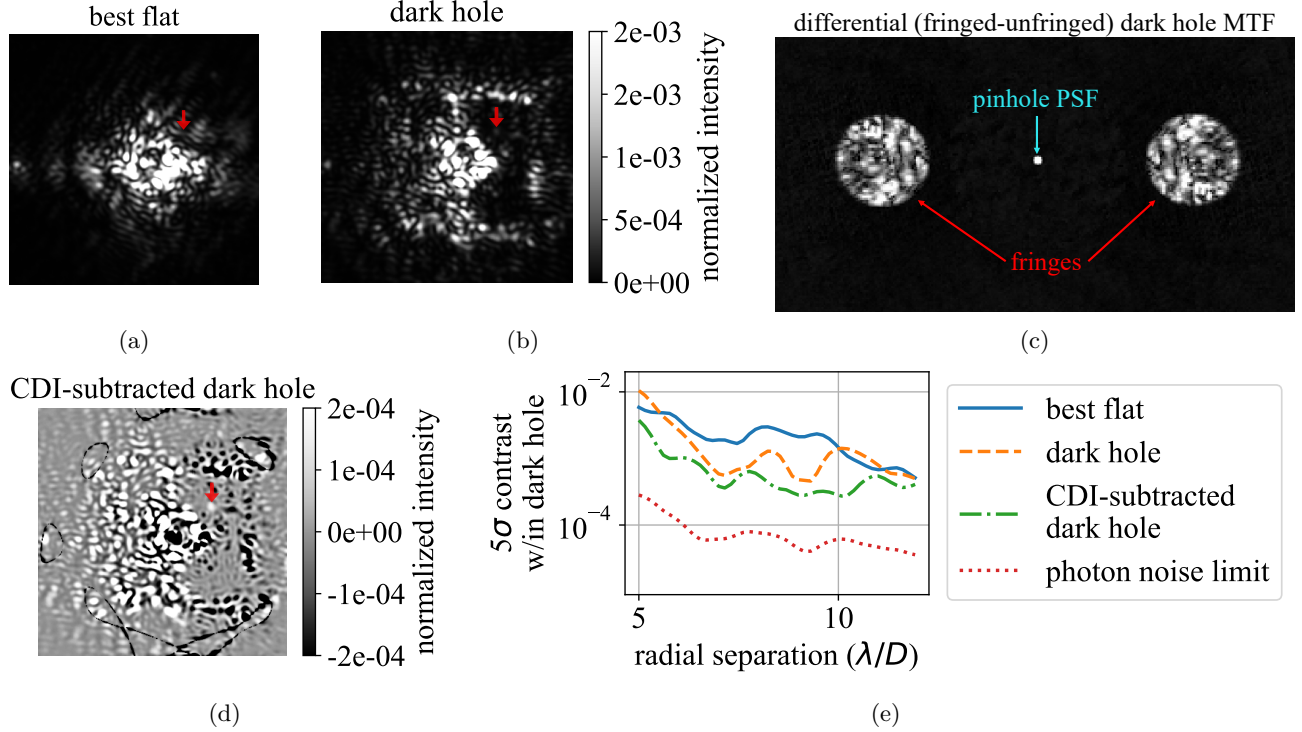 best flat
dark hole
2e-03
2e-03
1e-03
5e-04
0e+00
normalized intensity
differential (fringed-unfringed) dark hole MTF
pinhole PSF
fringes
(a)
(b)
(c)
CDI-subtracted dark hole
2e-04
1e-04
0e+00
-1e-04
-2e-04
normalized intensity
5σ contrast
w/in dark hole
10⁻²
10⁻⁴
5
10
radial separation (λ/D)
best flat
dark hole
CDI-subtracted
dark hole
photon noise limit
(d)
(e)